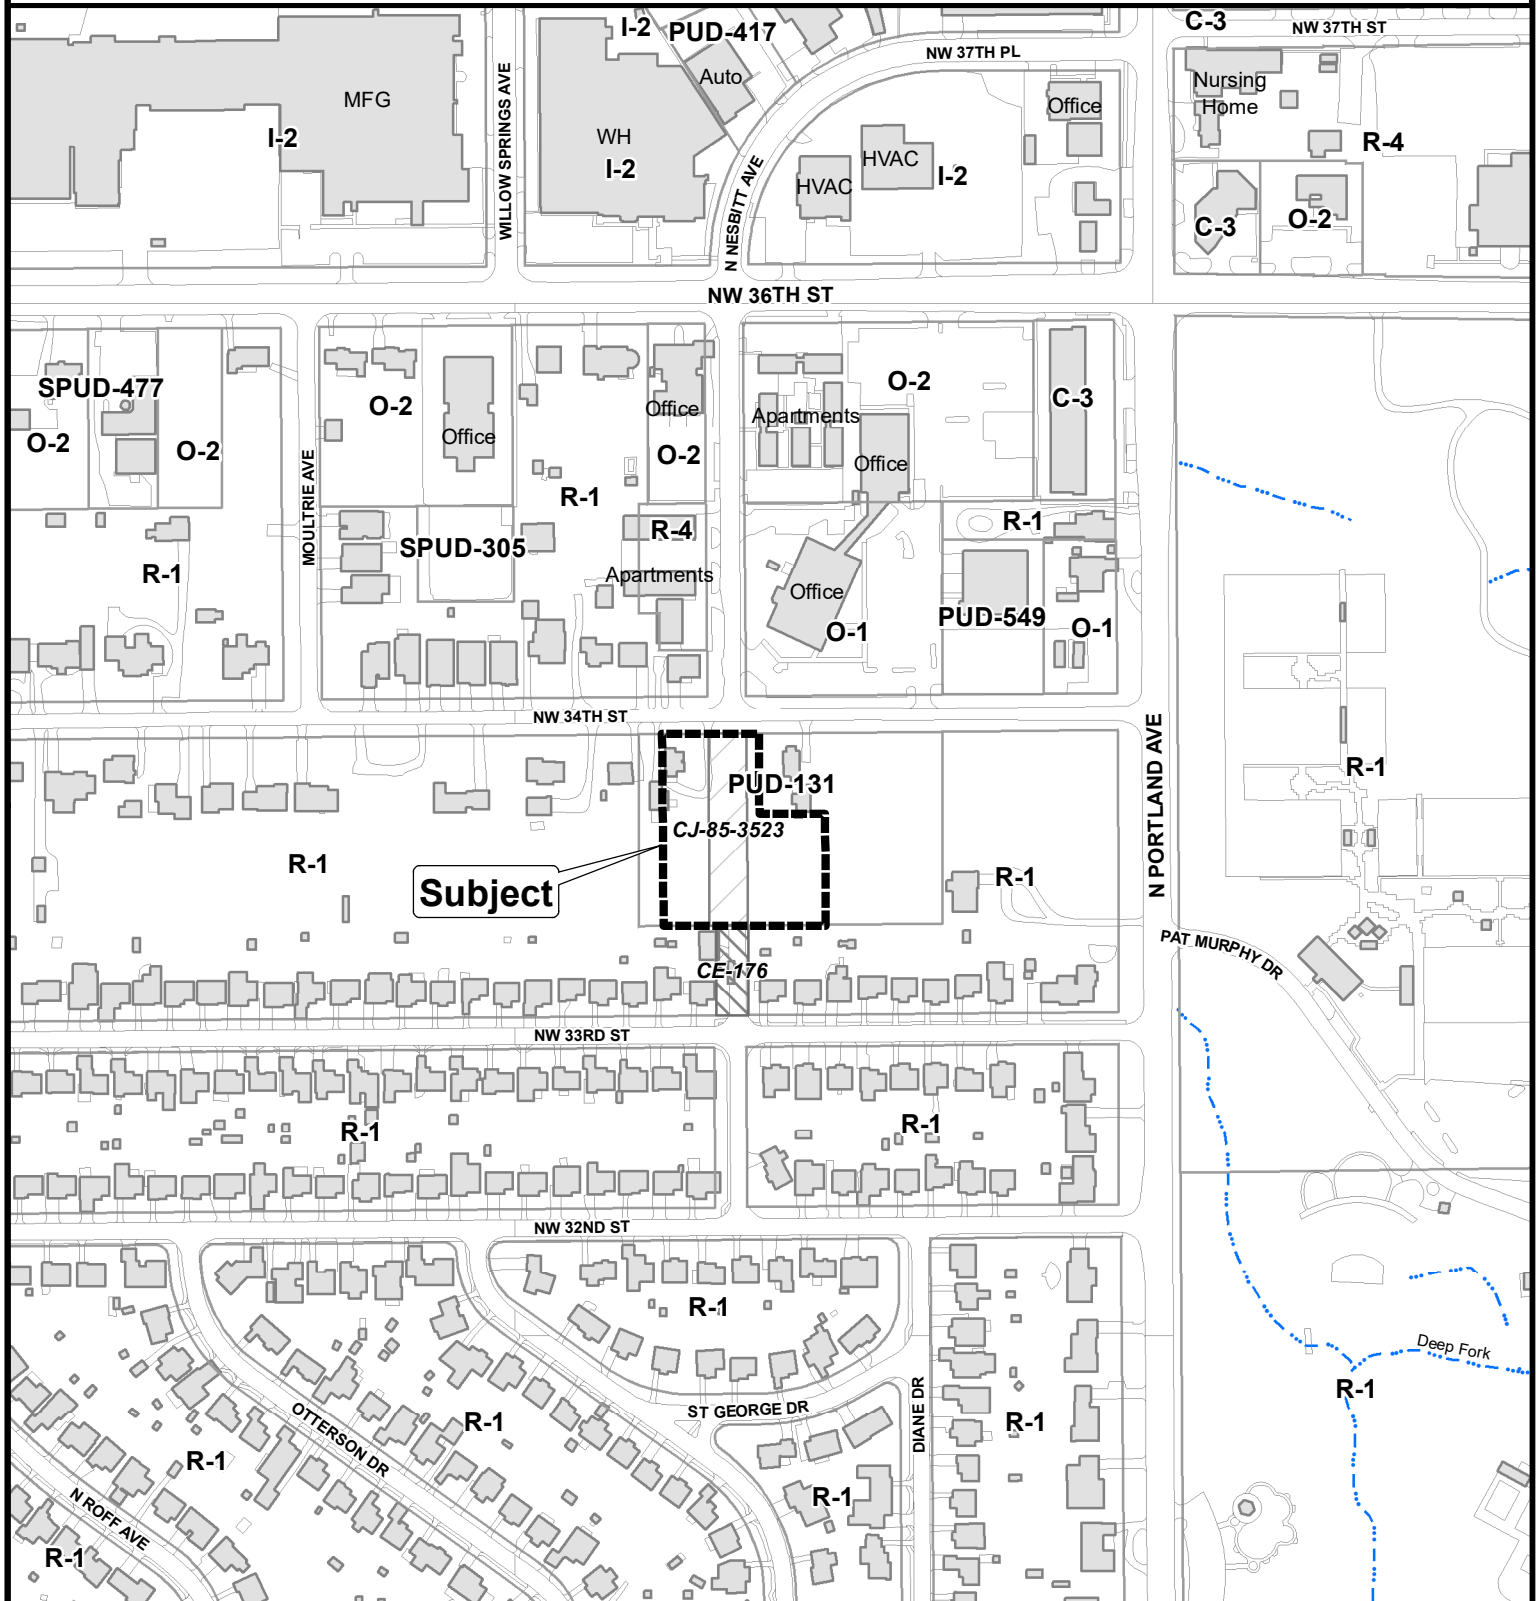 C-3
NW 37TH ST
I-2
PUD-417
NW 37TH PL
Auto
Nursing
Home
MFG
Office
WILLOW SPRINGS AVE
I-2
WH
I-2
HVAC
HVAC
I-2
R-4
N NESBITT AVE
C-3
O-2
NW 36TH ST
SPUD-477
O-2
O-2
O-2
Office
Office
O-2
Apartments
O-2
Office
C-3
MOULTRIE AVE
R-1
R-4
R-1
SPUD-305
R-1
Apartments
Office
O-1
PUD-549
O-1
NW 34TH ST
N PORTLAND AVE
R-1
PUD-131
CJ-85-3523
R-1
Subject
R-1
PAT MURPHY DR
CE-176
NW 33RD ST
R-1
R-1
NW 32ND ST
R-1
Deep Fork
R-1
ST GEORGE DR
DIANE DR
R-1
R-1
OTTERSON DR
R-1
R-1
N ROFF AVE
R-1